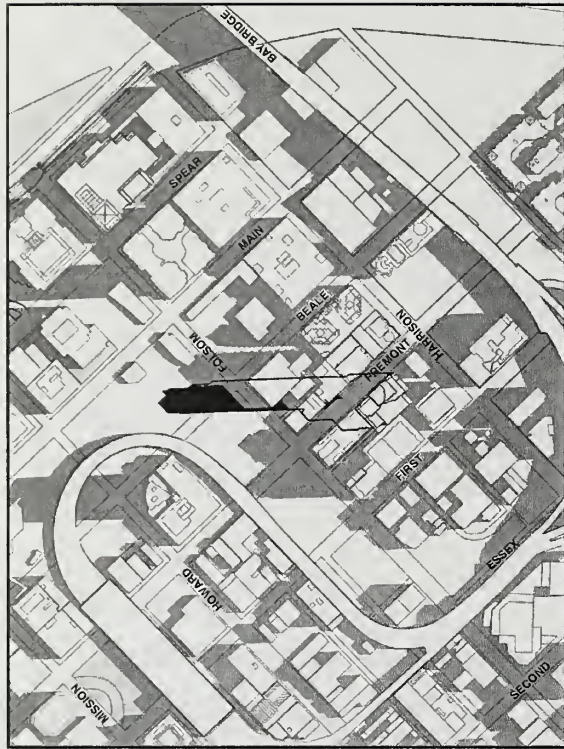 BAY BRIDGE
SPEAR
MAIN
BEALE
FOLSOM
FREMONT
HARRISON
FIRST
ESSEX
HOWARD
MISSION
SECOND